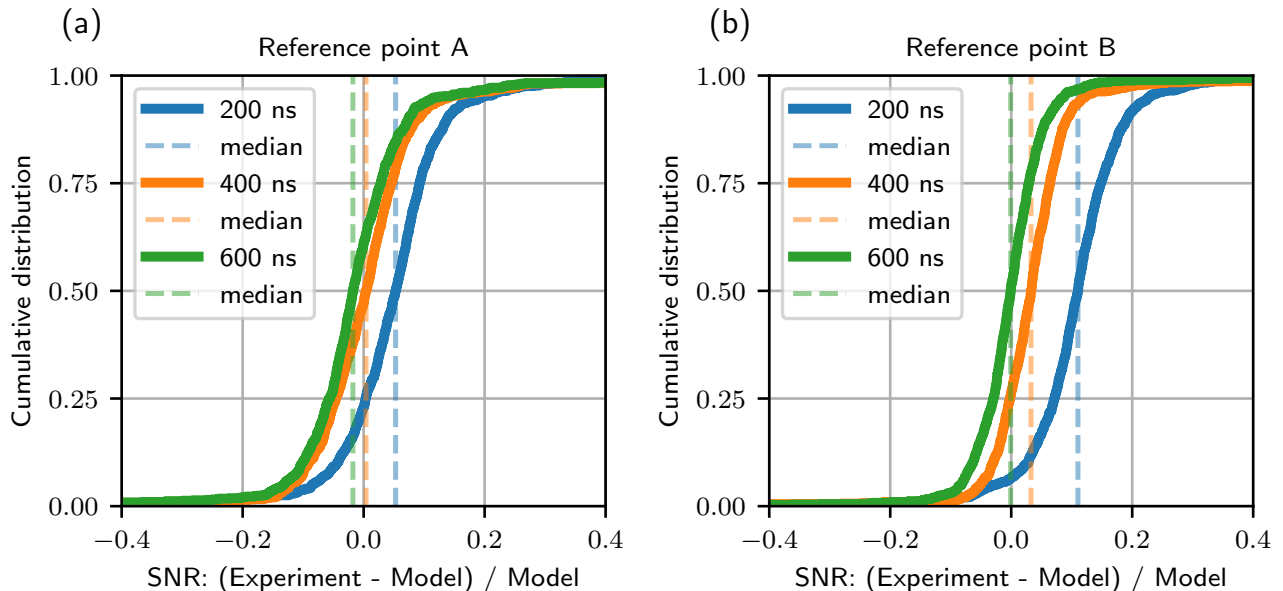 (a)
Reference point A
Cumulative distribution
1.00
0.75
0.50
0.25
0.00
200 ns
median
400 ns
median
600 ns
median
−0.4
−0.2
0.0
0.2
0.4
SNR: (Experiment - Model) / Model
(b)
Reference point B
Cumulative distribution
1.00
0.75
0.50
0.25
0.00
200 ns
median
400 ns
median
600 ns
median
−0.4
−0.2
0.0
0.2
0.4
SNR: (Experiment - Model) / Model